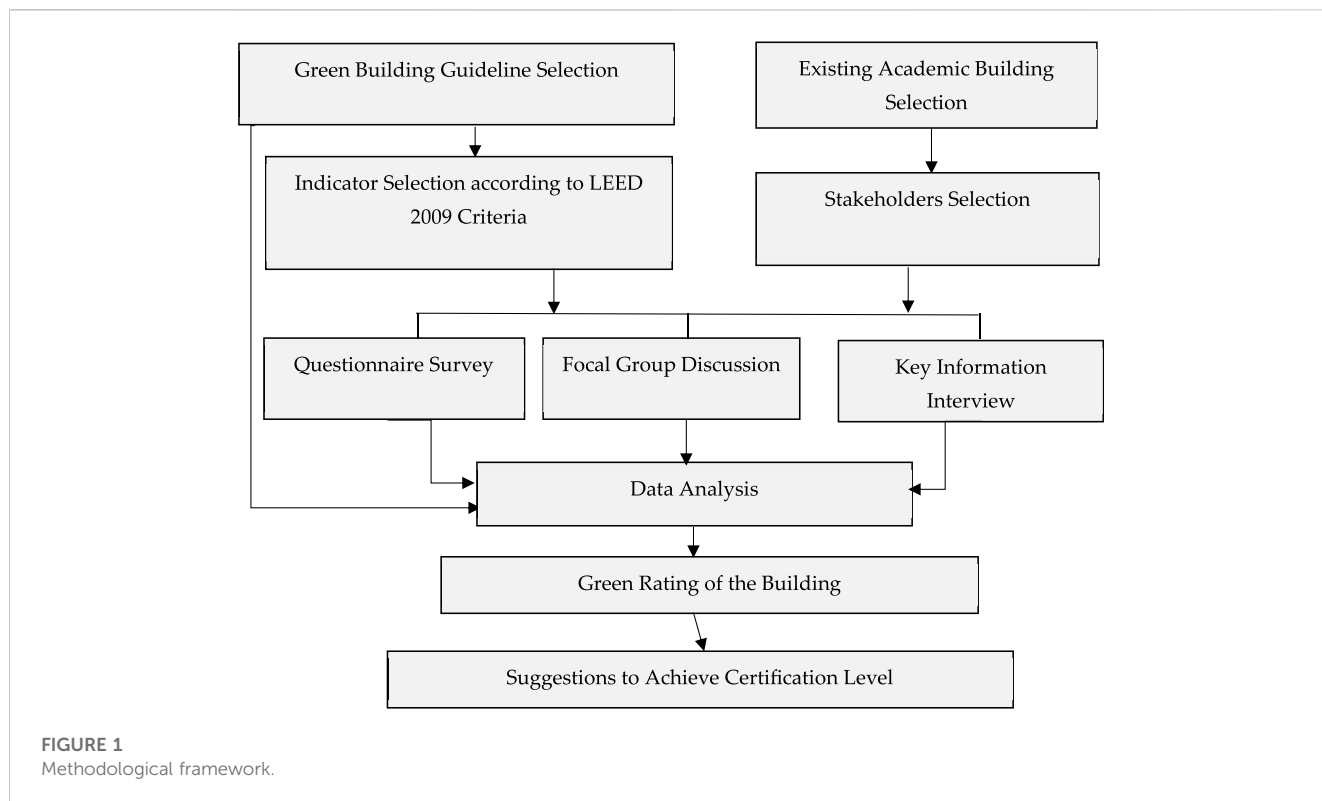 Green Building Guideline Selection
Existing Academic Building
Selection
Indicator Selection according to LEED
2009 Criteria
Stakeholders Selection
Questionnaire Survey
Focal Group Discussion
Key Information
Interview
Data Analysis
Green Rating of the Building
Suggestions to Achieve Certification Level
FIGURE 1
Methodological framework.